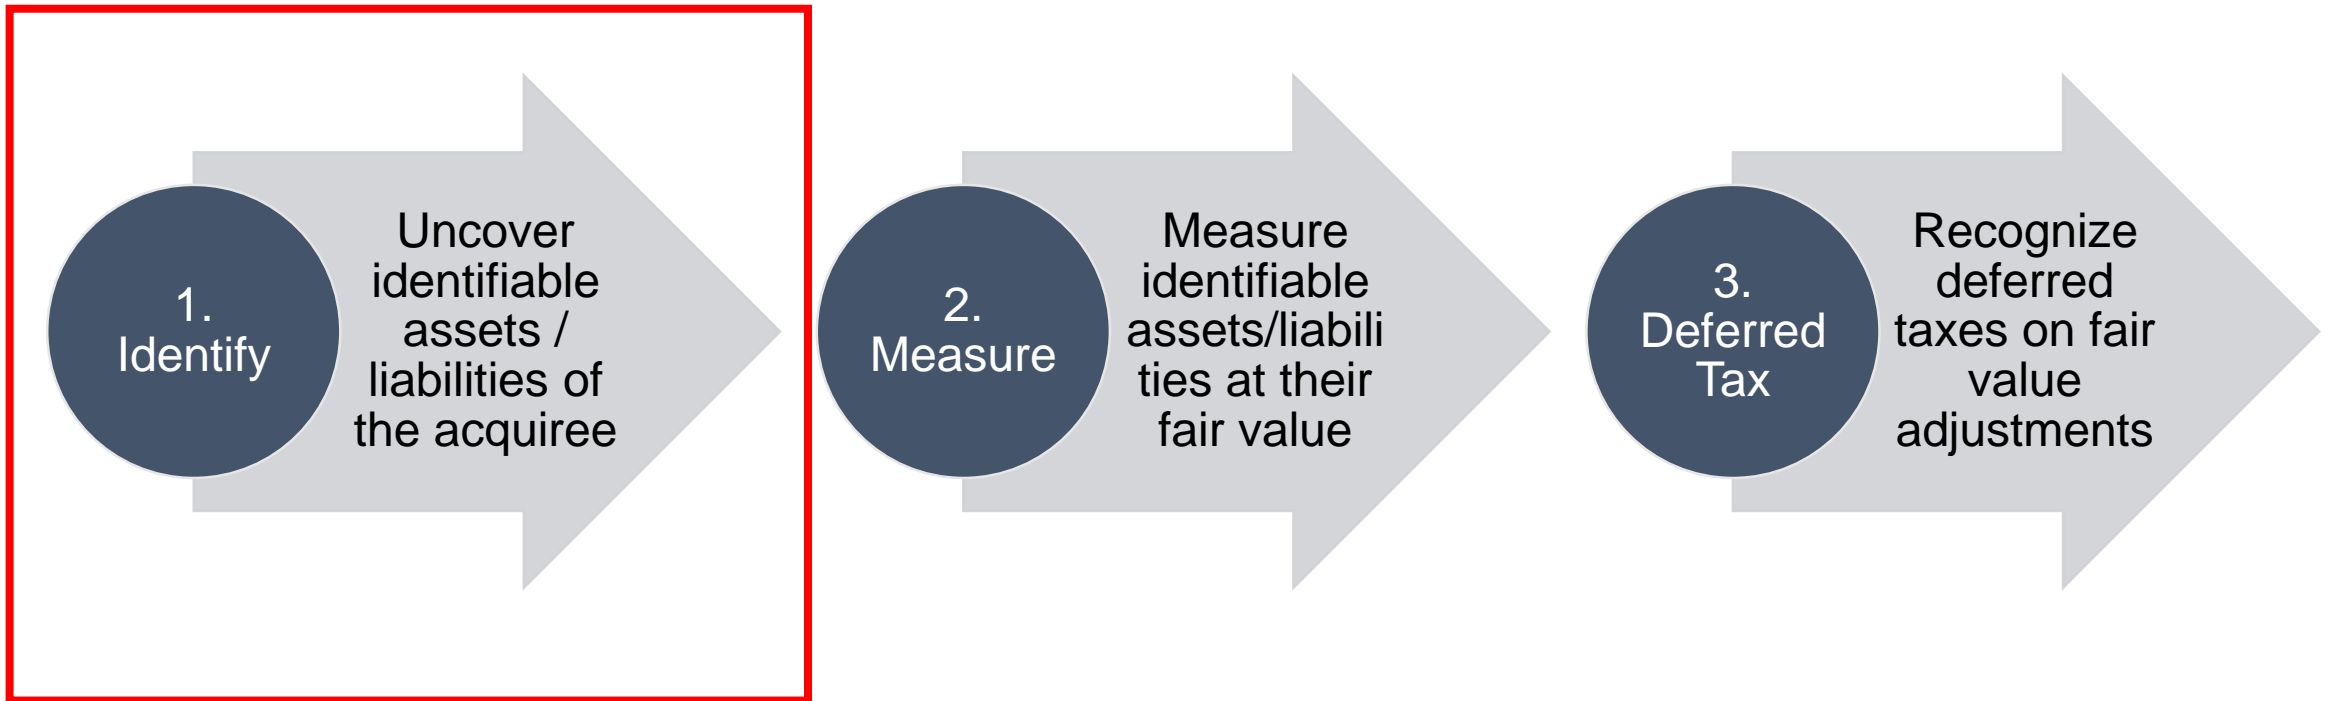 1.
Identify
Uncover
identifiable
assets /
liabilities of
the acquiree
2.
Measure
Measure
identifiable
assets/liabili
ties at their
fair value
3.
Deferred
Tax
Recognize
deferred
taxes on fair
value
adjustments